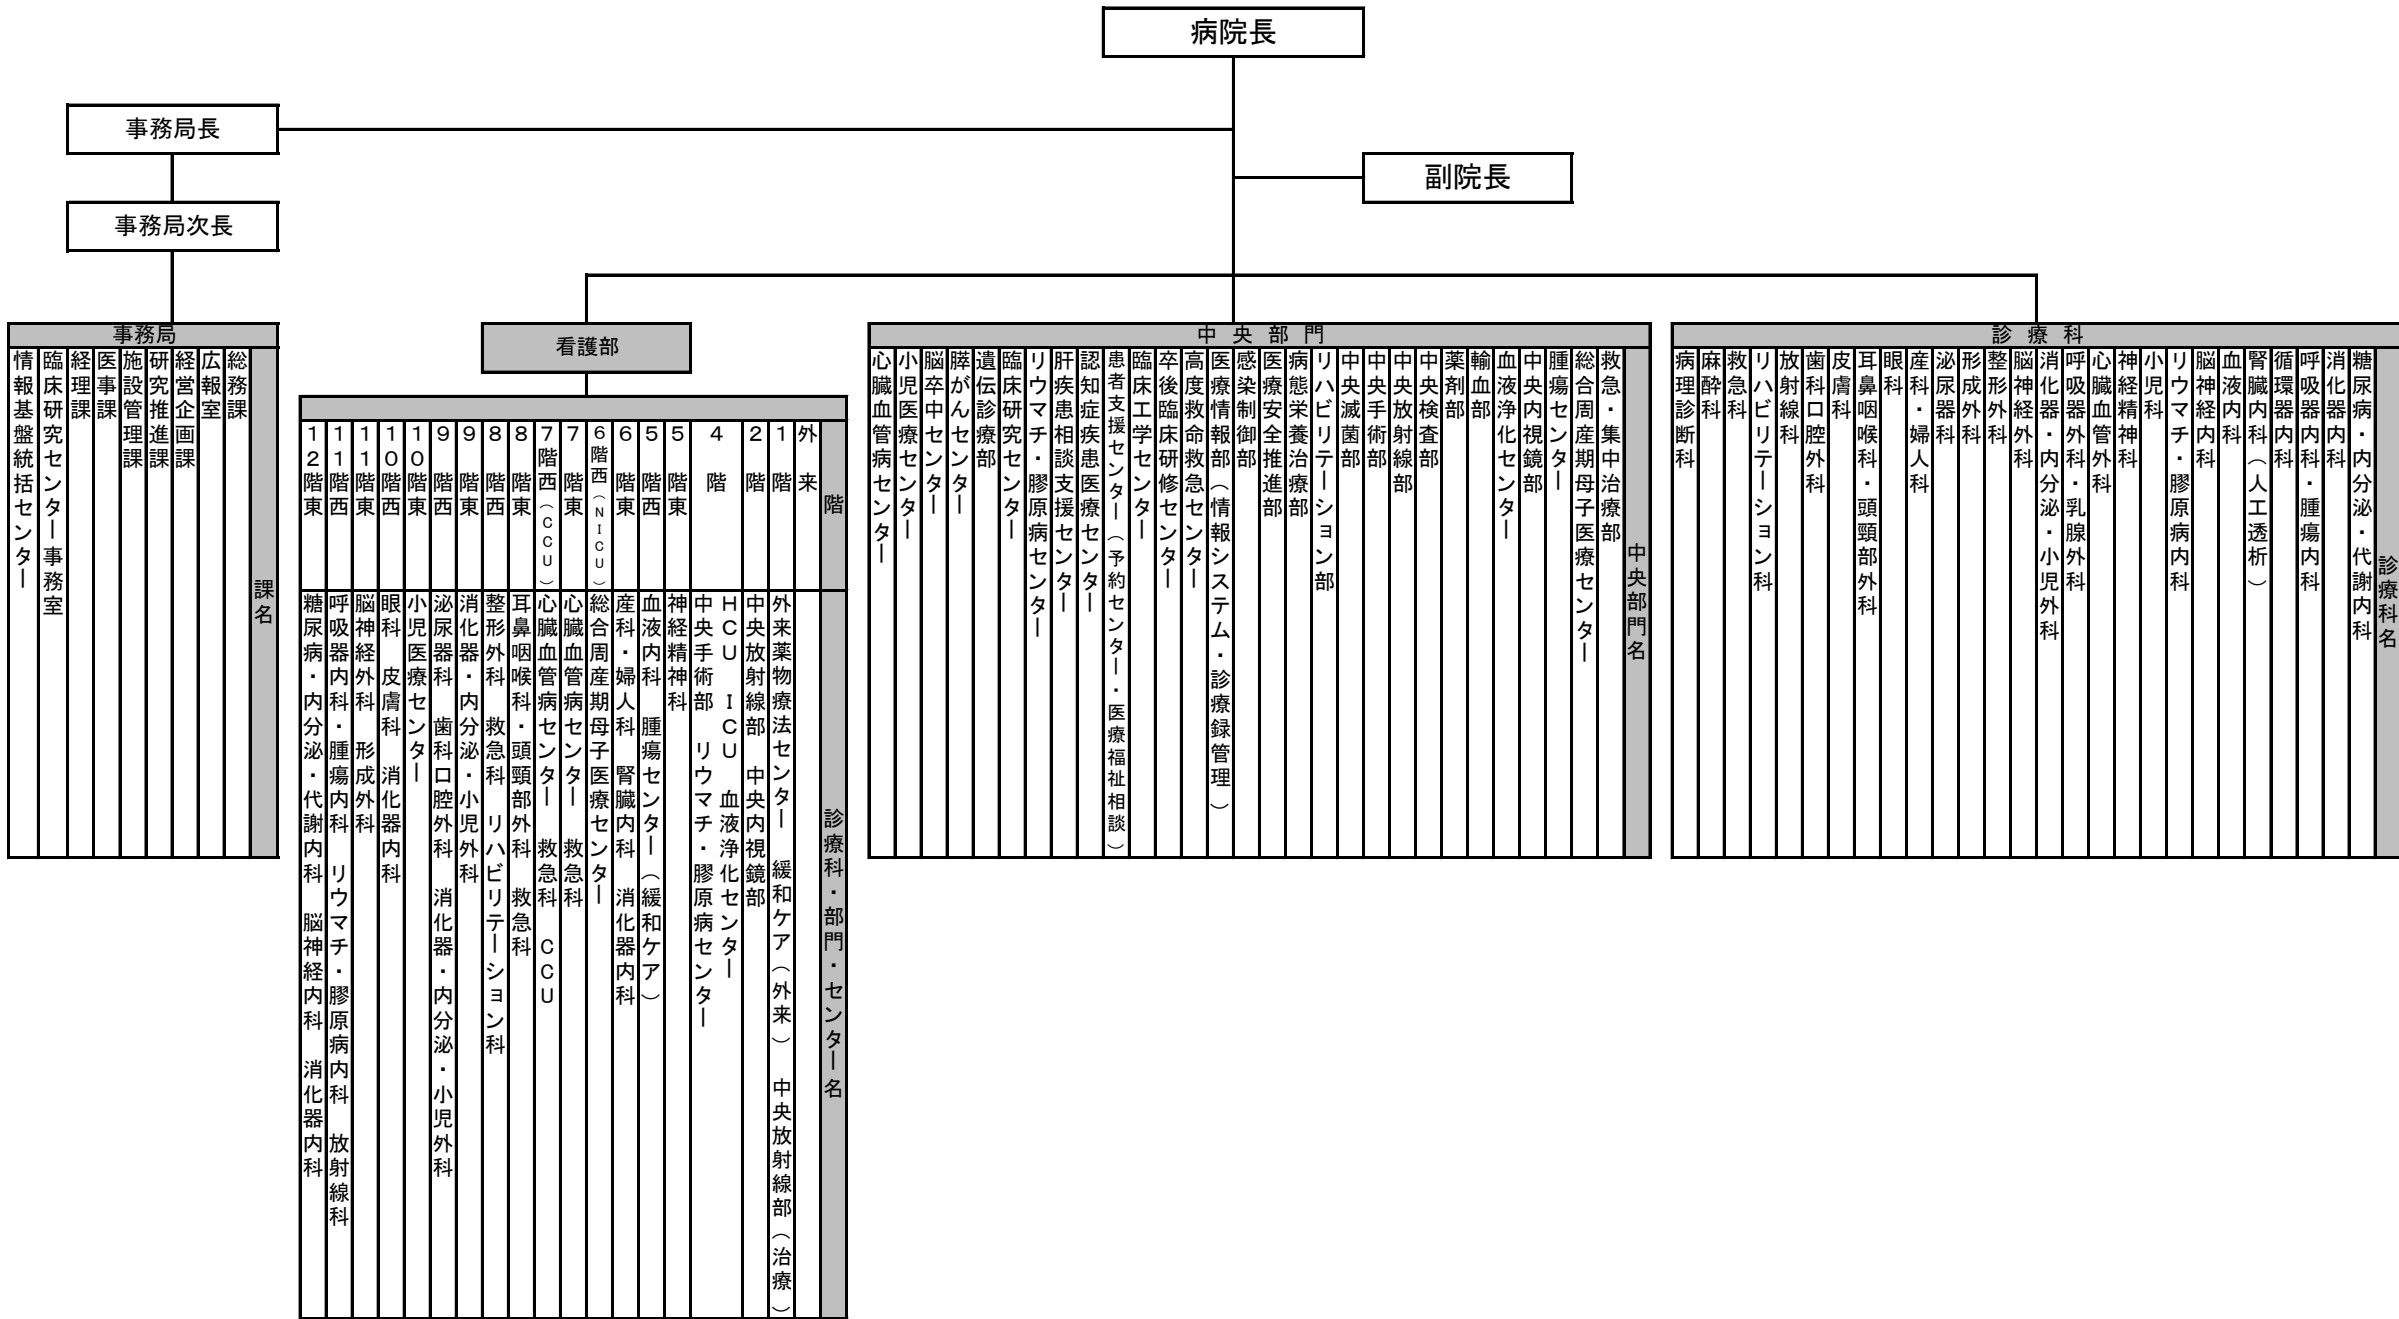 病院長
事務局長
副院長
事務局次長
事務局
課名
総務課
広報室
経営企画課
研究推進課
施設管理課
医事課
経理課
臨床研究センター事務室
情報基盤統括センター
看護部
階
診療科・部門・センター名
外来
1階
外来薬物療法センター 緩和ケア（外来） 中央放射線部（治療）
2階
中央放射線部 中央内視鏡部
4階
HCU ICU 血液浄化センター
中央手術部 リウマチ・膠原病センター
5階東
神経精神科
5階西
血液内科 腫瘍センター（緩和ケア）
6階東
産科・婦人科 腎臓内科 消化器内科
6階西（NICU）
総合周産期母子医療センター
7階東
心臓血管病センター 救急科
7階西（CCU）
心臓血管病センター 救急科 CCU
8階東
耳鼻咽喉科・頭頸部外科 救急科
8階西
整形外科 救急科 リハビリテーション科
9階東
消化器・内分泌・小児外科
9階西
泌尿器科 歯科口腔外科 消化器・内分泌・小児外科
10階東
小児医療センター
10階西
眼科 皮膚科 消化器内科
11階東
脳神経外科 形成外科
11階西
呼吸器内科・腫瘍内科 リウマチ・膠原病内科 放射線科
12階東
糖尿病・内分泌・代謝内科 脳神経内科 消化器内科
中央部門
中央部門名
救急・集中治療部
総合周産期母子医療センター
腫瘍センター
中央内視鏡部
血液浄化センター
輸血部
薬剤部
中央検査部
中央放射線部
中央手術部
中央滅菌部
リハビリテーション部
病態栄養治療部
医療安全推進部
感染制御部
医療情報部（情報システム・診療録管理）
高度救命救急センター
卒後臨床研修センター
臨床工学センター
患者支援センター（予約センター・医療福祉相談）
認知症疾患医療センター
肝疾患相談支援センター
リウマチ・膠原病センター
臨床研究センター
遺伝診療部
膵がんセンター
脳卒中センター
小児医療センター
心臓血管病センター
診療科
診療科名
糖尿病・内分泌・代謝内科
消化器内科
呼吸器内科・腫瘍内科
循環器内科
腎臓内科（人工透析）
血液内科
脳神経内科
リウマチ・膠原病内科
小児科
神経精神科
心臓血管外科
呼吸器外科・乳腺外科
消化器・内分泌・小児外科
脳神経外科
整形外科
形成外科
泌尿器科
産科・婦人科
眼科
耳鼻咽喉科・頭頸部外科
皮膚科
歯科口腔外科
放射線科
リハビリテーション科
救急科
麻酔科
病理診断科